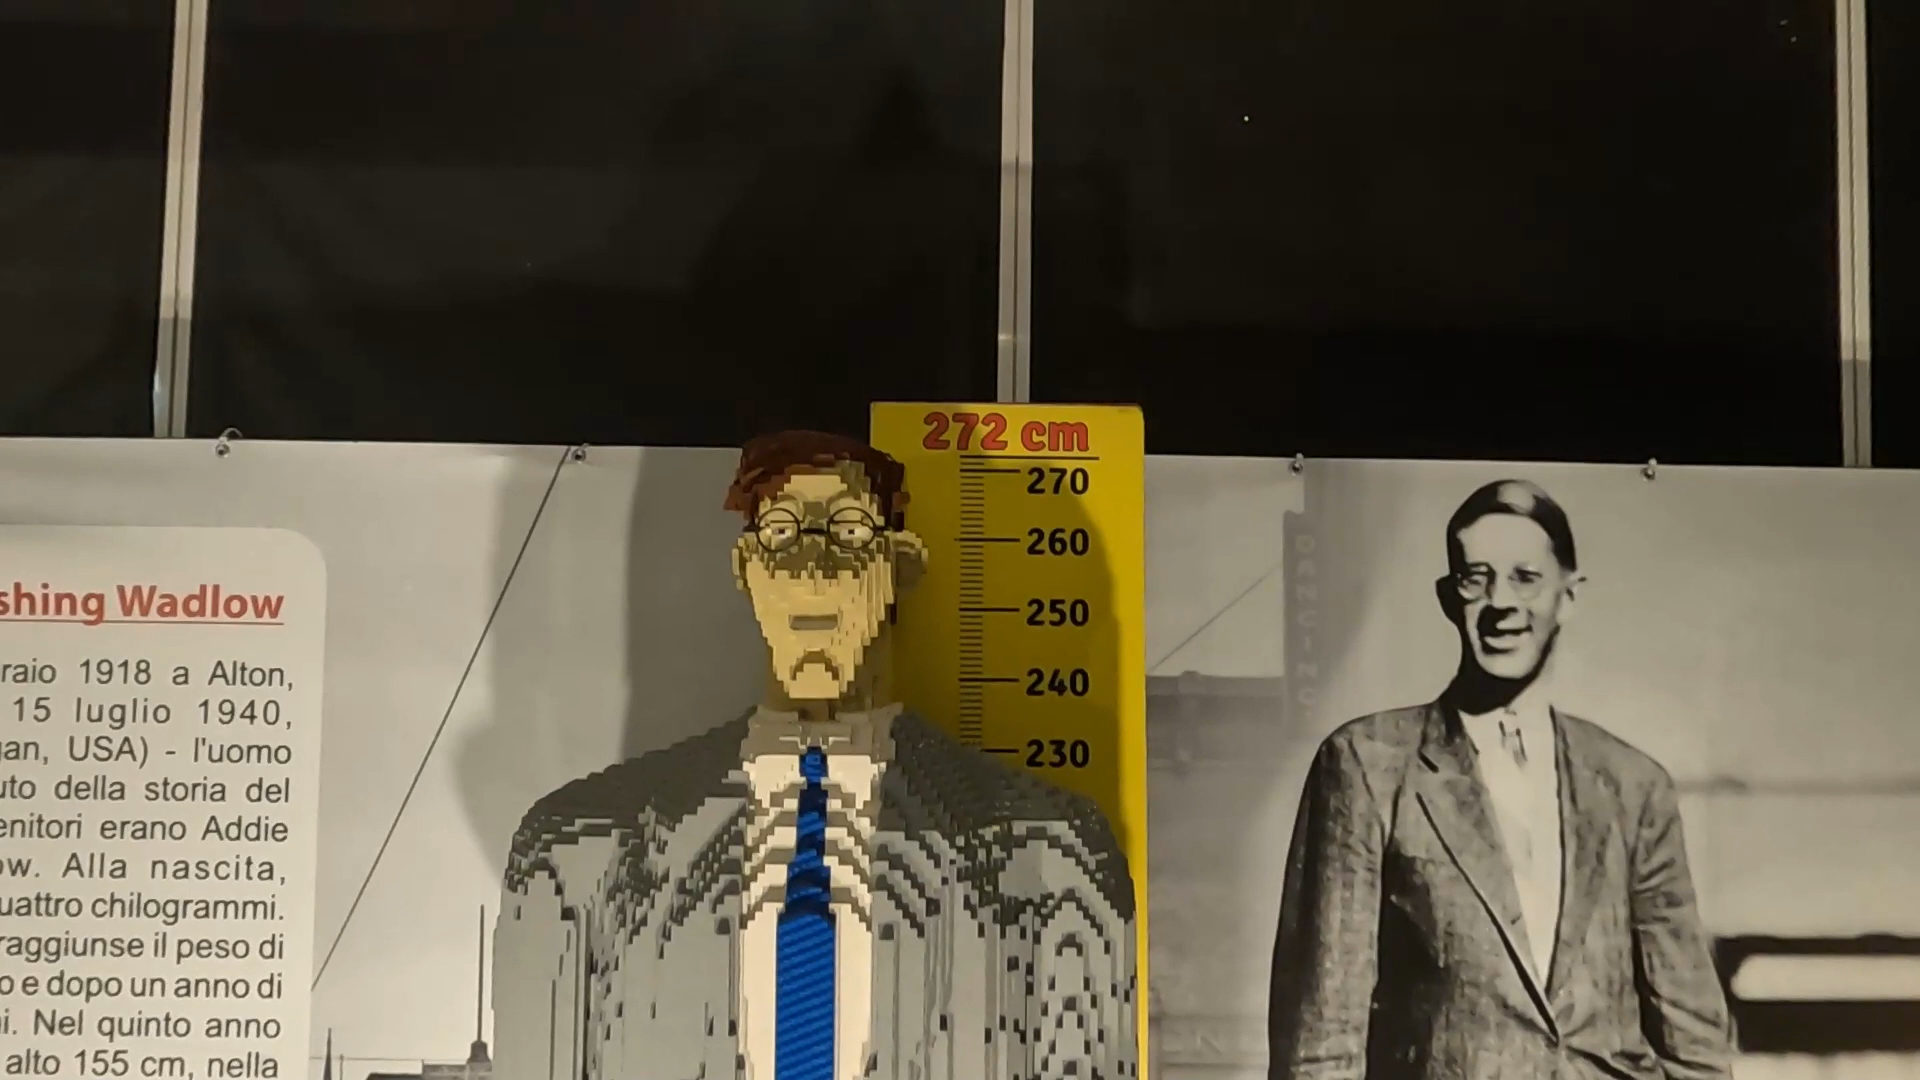 shing Wadlow
raio 1918 a Alton,
15 luglio 1940,
gan, USA) - l'uomo
uto della storia del
enitori erano Addie
ow. Alla nascita,
uattro chilogrammi.
raggiunse il peso di
o e dopo un anno di
i. Nel quinto anno
alto 155 cm, nella
272 cm
270
260
250
240
230
DANCING